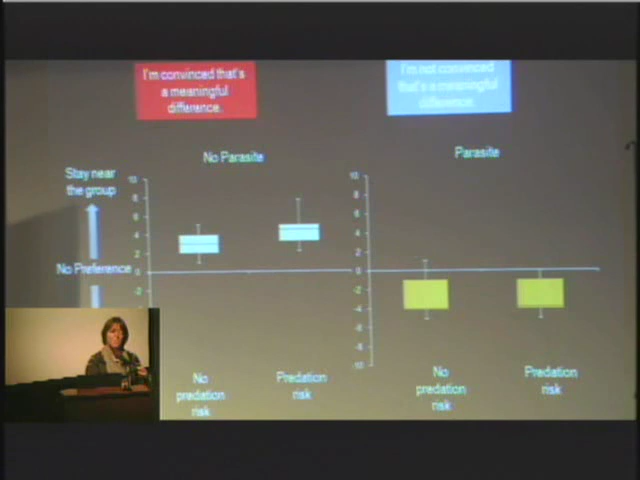 I'm convinced that's
a meaningful
difference.
I'm not convinced
that's a meaningful
difference.
No Parasite
Parasite
Stay near
the group
No Preference
10
8
6
4
2
0
-2
10
8
6
4
2
0
-2
-4
-6
-8
-10
No
predation
risk
Predation
risk
No
predation
risk
Predation
risk